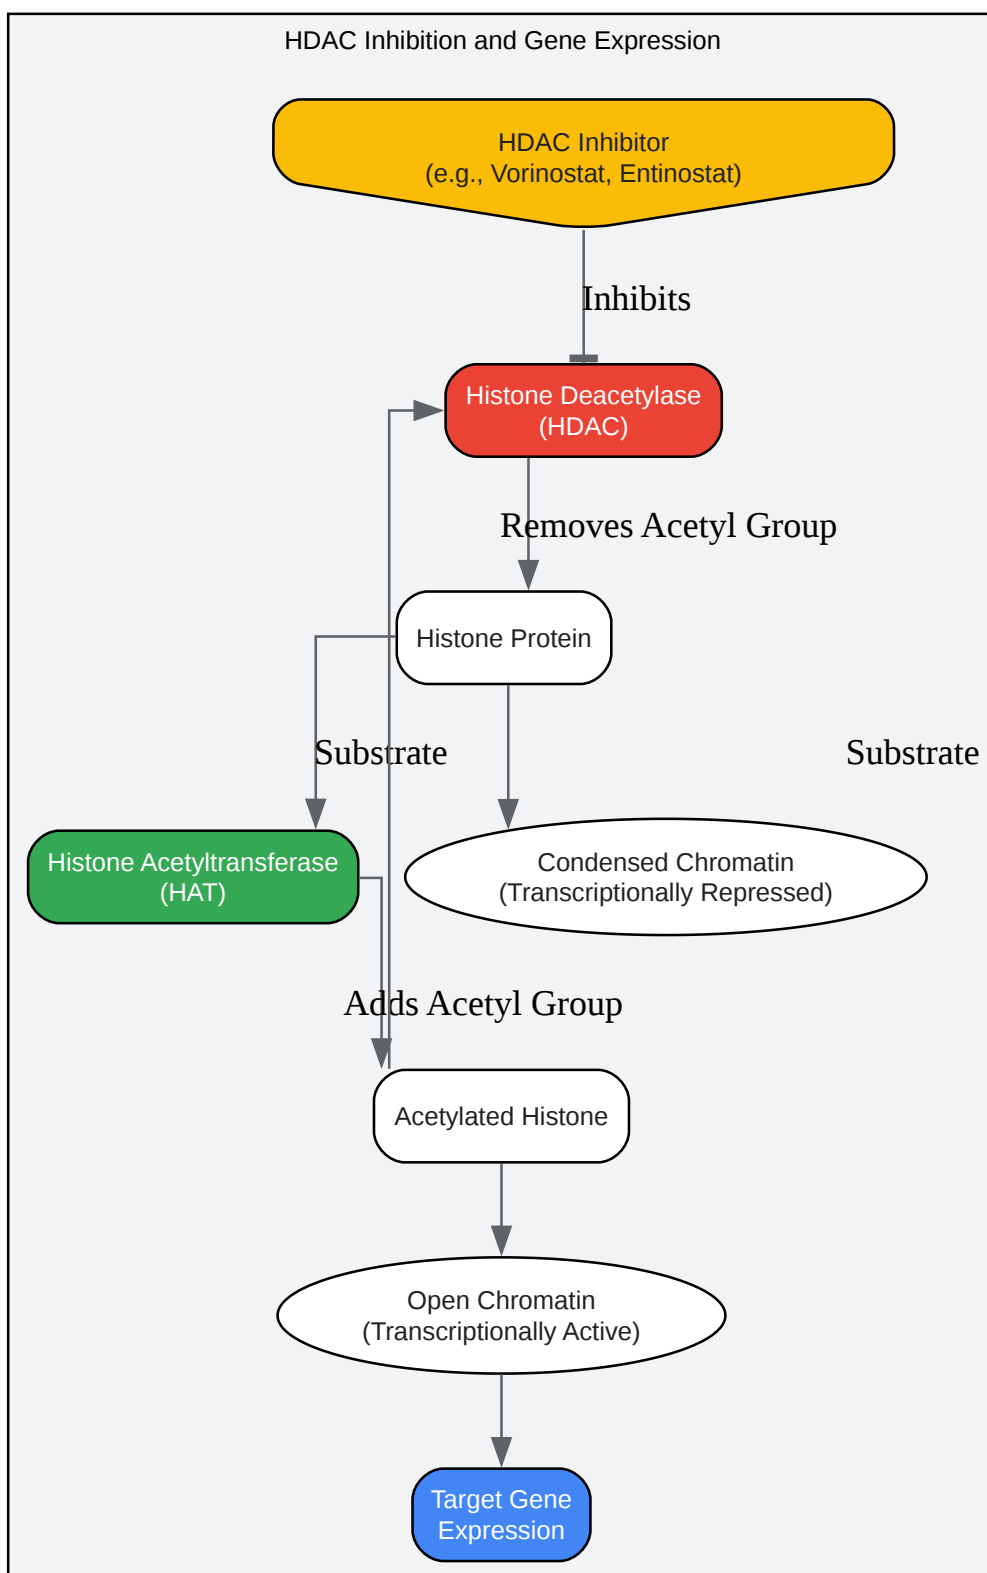 HDAC Inhibition and Gene Expression
HDAC Inhibitor
(e.g., Vorinostat, Entinostat)
Inhibits
Histone Deacetylase
(HDAC)
Removes Acetyl Group
Histone Protein
Substrate
Substrate
Histone Acetyltransferase
(HAT)
Condensed Chromatin
(Transcriptionally Repressed)
Adds Acetyl Group
Acetylated Histone
Open Chromatin
(Transcriptionally Active)
Target Gene
Expression